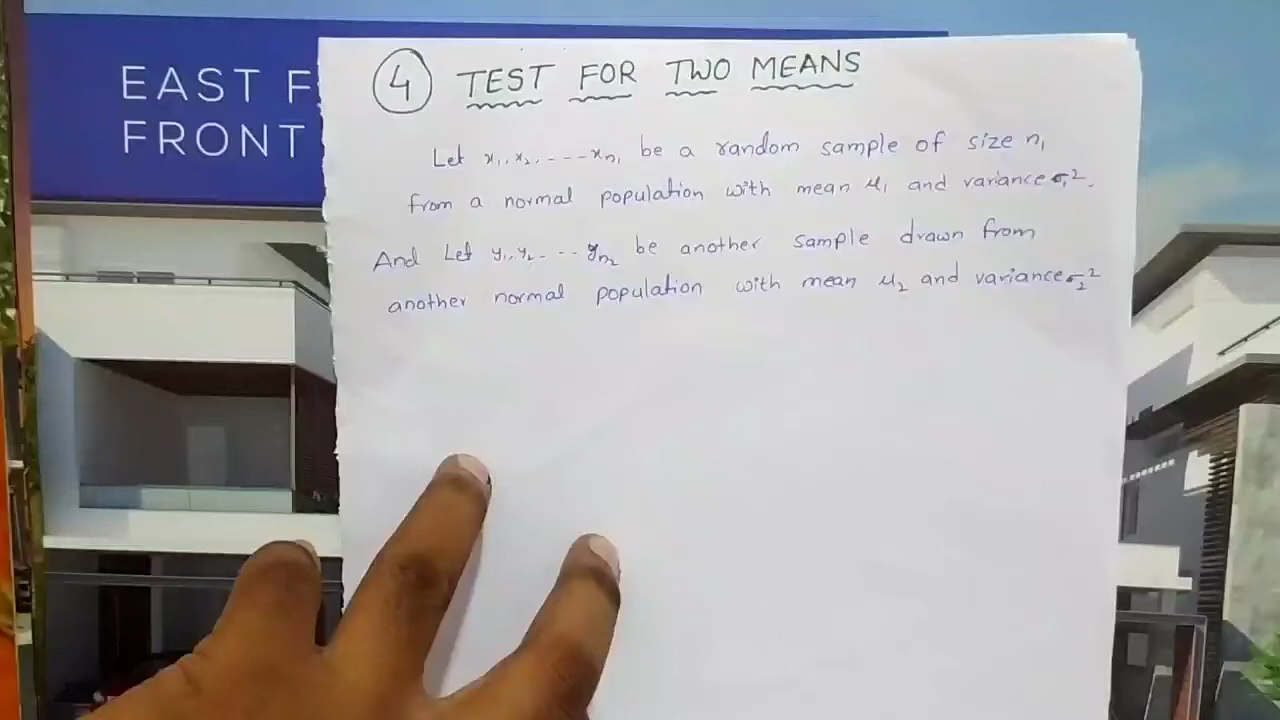 EAST F
FRONT
④ TEST FOR TWO MEANS
Let x₁, x₂, ---- xₙ₁ be a random sample of size n₁
from a normal population with mean μ₁ and variance σ₁².
And Let y₁, y₂ - -- yₙ₂ be another sample drawn from
another normal population with mean μ₂ and variance σ₂²